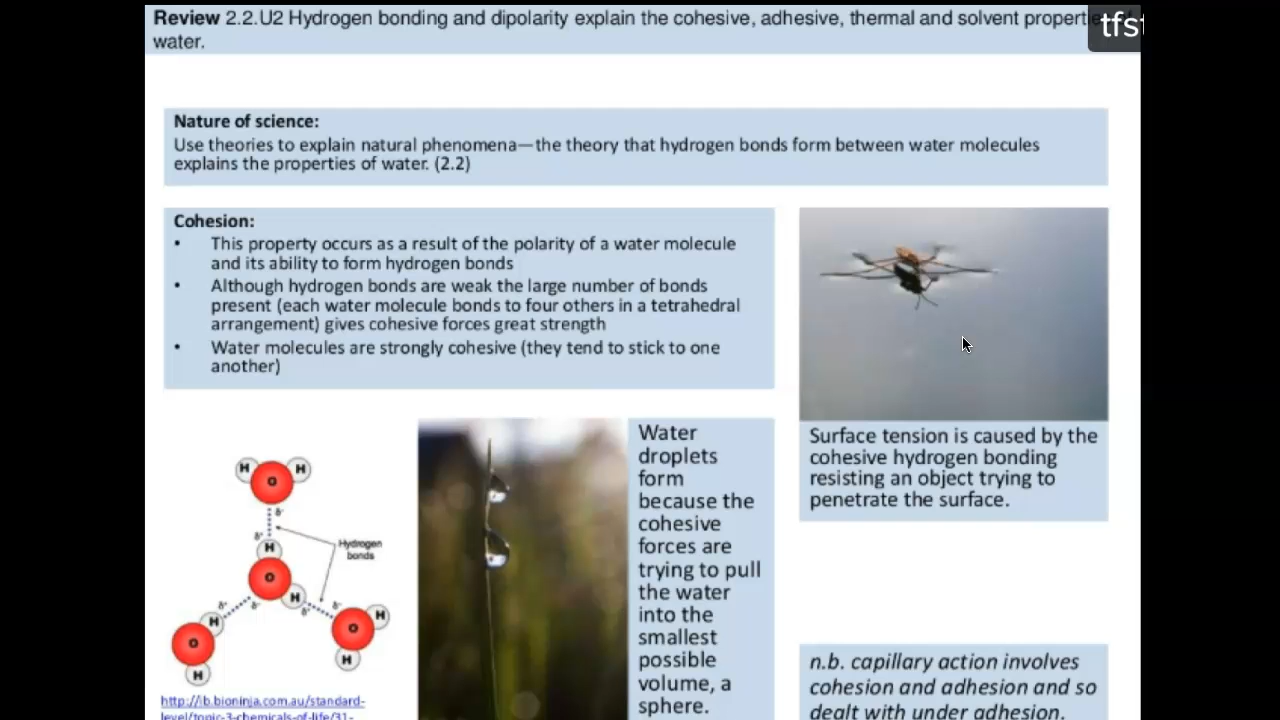 Review 2.2.U2 Hydrogen bonding and dipolarity explain the cohesive, adhesive, thermal and solvent
water.
tfst
Nature of science:
Use theories to explain natural phenomena—the theory that hydrogen bonds form between water molecules
explains the properties of water. (2.2)
Cohesion:
• This property occurs as a result of the polarity of a water molecule
and its ability to form hydrogen bonds
• Although hydrogen bonds are weak the large number of bonds
present (each water molecule bonds to four others in a tetrahedral
arrangement) gives cohesive forces great strength
• Water molecules are strongly cohesive (they tend to stick to one
another)
H H
O
δ-
δ+
H
Hydrogen
bonds
O
H
δ+ δ- δ+ δ-
H H
O O
H H
http://ib.bioninja.com.au/standard-
level/topic-3-chemicals-of-life/31-
Water
droplets
form
because the
cohesive
forces are
trying to pull
the water
into the
smallest
possible
volume, a
sphere.
Surface tension is caused by the
cohesive hydrogen bonding
resisting an object trying to
penetrate the surface.
n.b. capillary action involves
cohesion and adhesion and so
dealt with under adhesion.